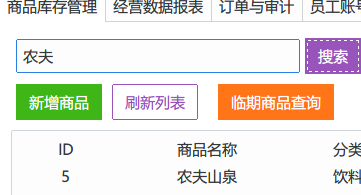 商品库存管理 经营数据报表 订单与审计 员工账号
农夫 搜索
新增商品 刷新列表 临期商品查询
ID 商品名称 分类
5 农夫山泉 饮料